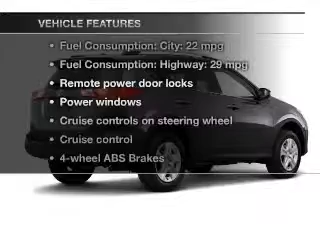 VEHICLE FEATURES
• Fuel Consumption: City: 22 mpg
• Fuel Consumption: Highway: 29 mpg
• Remote power door locks
• Power windows
• Cruise controls on steering wheel
• Cruise control
• 4-wheel ABS Brakes